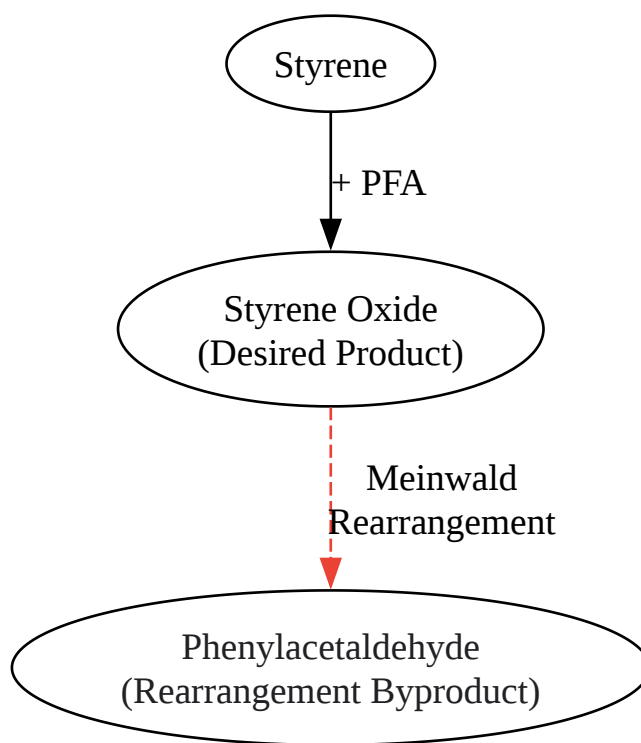 Styrene
+ PFA
Styrene Oxide
(Desired Product)
Meinwald
Rearrangement
Phenylacetaldehyde
(Rearrangement Byproduct)